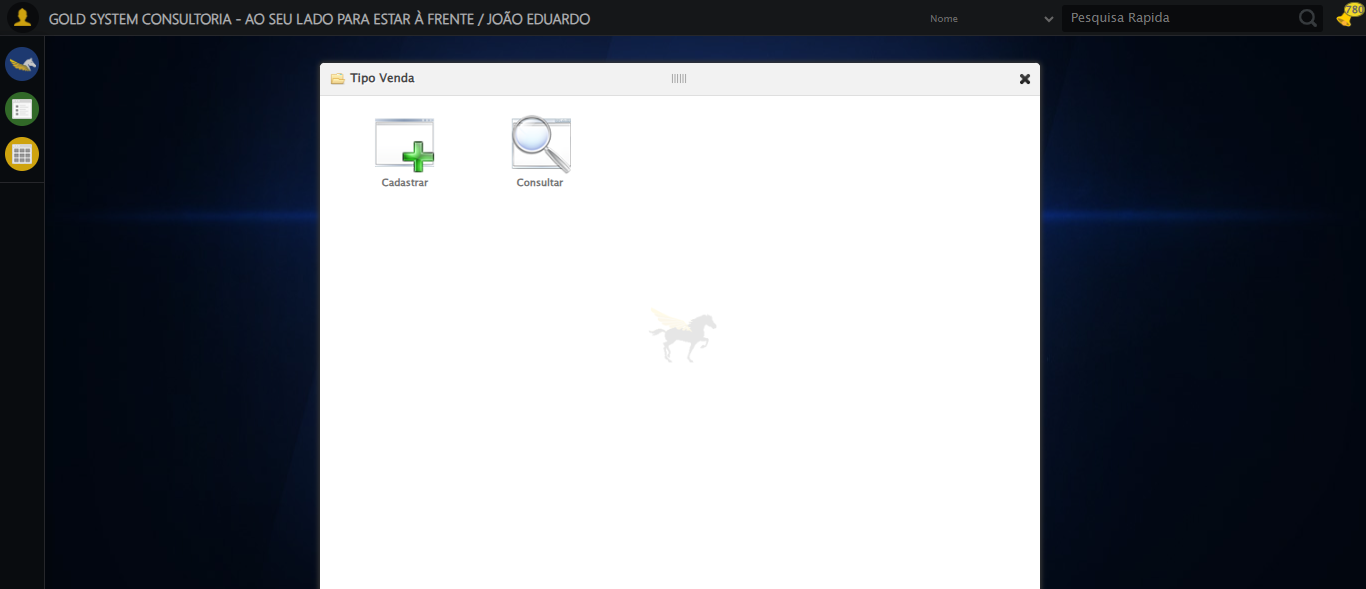 GOLD SYSTEM CONSULTORIA - AO SEU LADO PARA ESTAR À FRENTE / JOÃO EDUARDO
Nome
Pesquisa Rapida
780
Tipo Venda
Cadastrar
Consultar